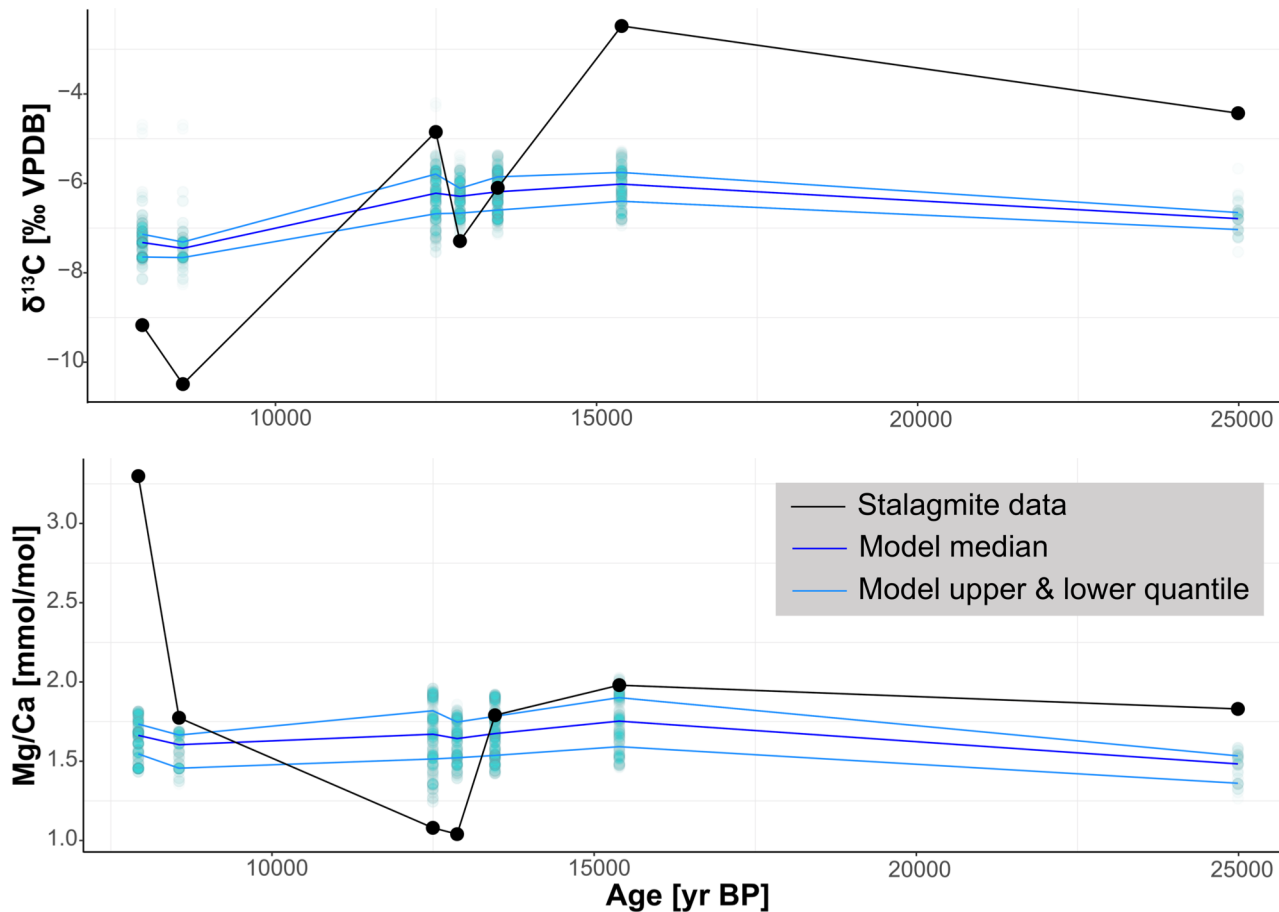 δ¹³C [‰ VPDB]
−4
−6
−8
−10
10000
15000
20000
25000
Mg/Ca [mmol/mol]
3.0
2.5
2.0
1.5
1.0
Stalagmite data
Model median
Model upper & lower quantile
10000
15000
20000
25000
Age [yr BP]